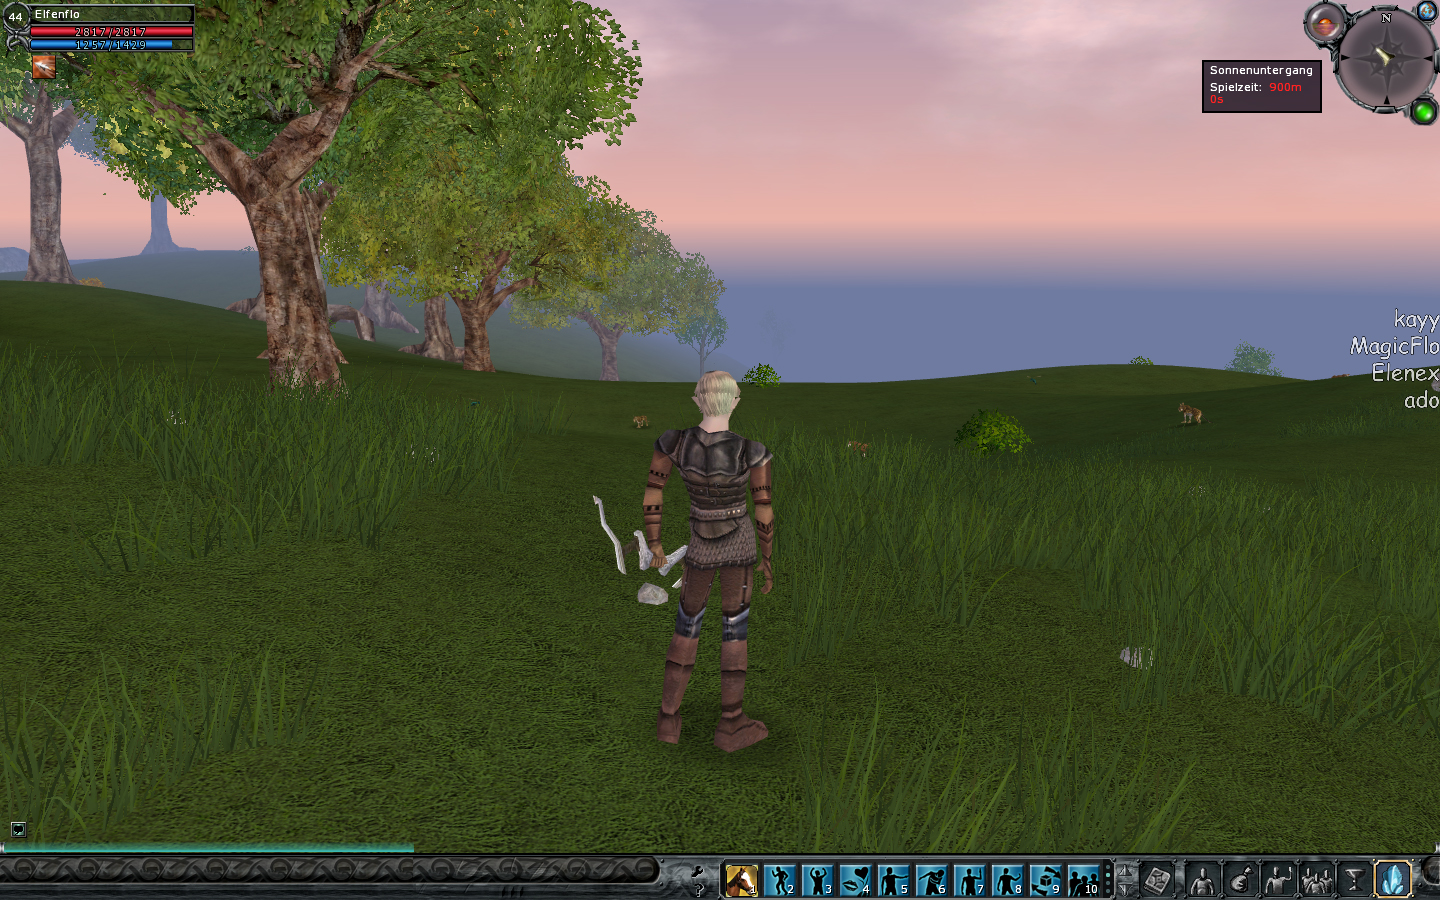 44
Elfenflo
2817/2817
1257/1429
N
Sonnenuntergang
Spielzeit: 900m
0s
kayy
MagicFlo
Elenex
ado
1 2 3 4 5 6 7 8 9 10